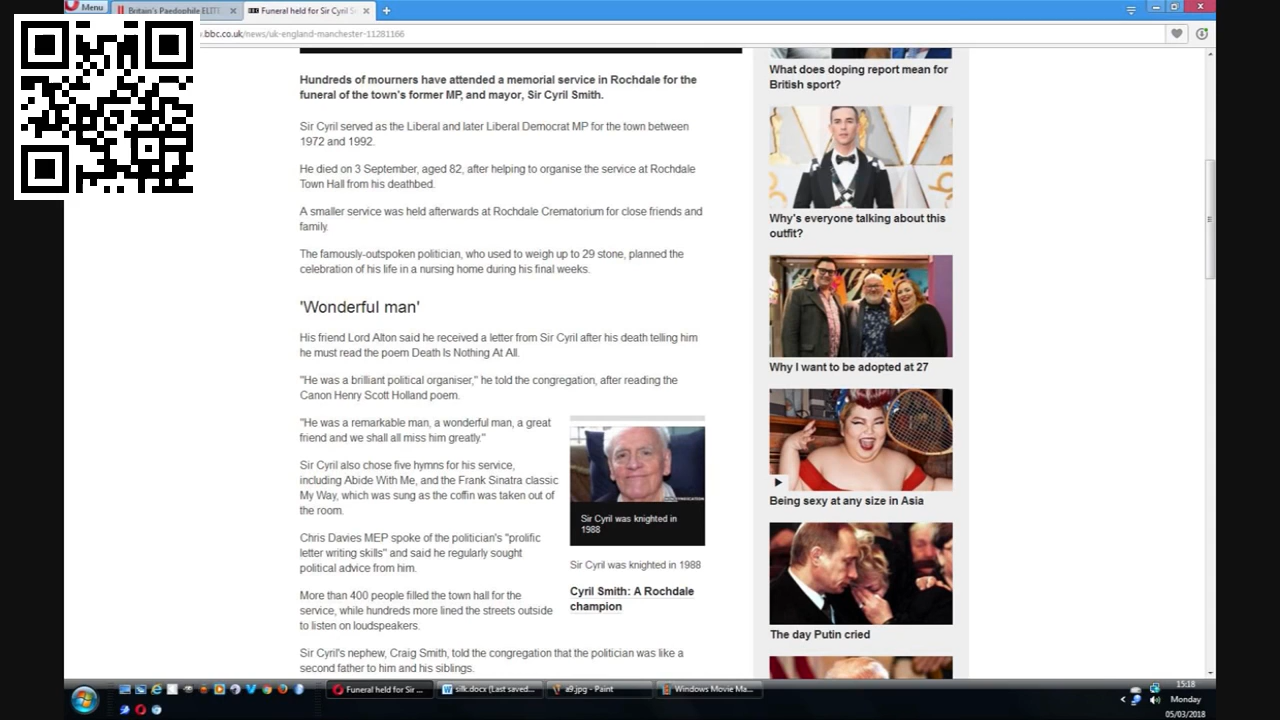 Menu
Britain's Paedophile ELIT
Funeral held for Sir Cyril S
.bbc.co.uk/news/uk-england-manchester-11281166
Hundreds of mourners have attended a memorial service in Rochdale for the
funeral of the town's former MP, and mayor, Sir Cyril Smith.
Sir Cyril served as the Liberal and later Liberal Democrat MP for the town between
1972 and 1992.
He died on 3 September, aged 82, after helping to organise the service at Rochdale
Town Hall from his deathbed.
A smaller service was held afterwards at Rochdale Crematorium for close friends and
family.
The famously-outspoken politician, who used to weigh up to 29 stone, planned the
celebration of his life in a nursing home during his final weeks.
'Wonderful man'
His friend Lord Alton said he received a letter from Sir Cyril after his death telling him
he must read the poem Death Is Nothing At All.
"He was a brilliant political organiser," he told the congregation, after reading the
Canon Henry Scott Holland poem.
"He was a remarkable man, a wonderful man, a great
friend and we shall all miss him greatly."
Sir Cyril also chose five hymns for his service,
including Abide With Me, and the Frank Sinatra classic
My Way, which was sung as the coffin was taken out of
the room.
Chris Davies MEP spoke of the politician's "prolific
letter writing skills" and said he regularly sought
political advice from him.
More than 400 people filled the town hall for the
service, while hundreds more lined the streets outside
to listen on loudspeakers.
Sir Cyril's nephew, Craig Smith, told the congregation that the politician was like a
second father to him and his siblings.
Sir Cyril was knighted in
1988
Sir Cyril was knighted in 1988
Cyril Smith: A Rochdale
champion
What does doping report mean for
British sport?
Why's everyone talking about this
outfit?
Why I want to be adopted at 27
Being sexy at any size in Asia
The day Putin cried
Funeral held for Sir ...
silk.docx (Last saved...
a9.jpg - Paint
Windows Movie Ma...
15:18
Monday
05/03/2018